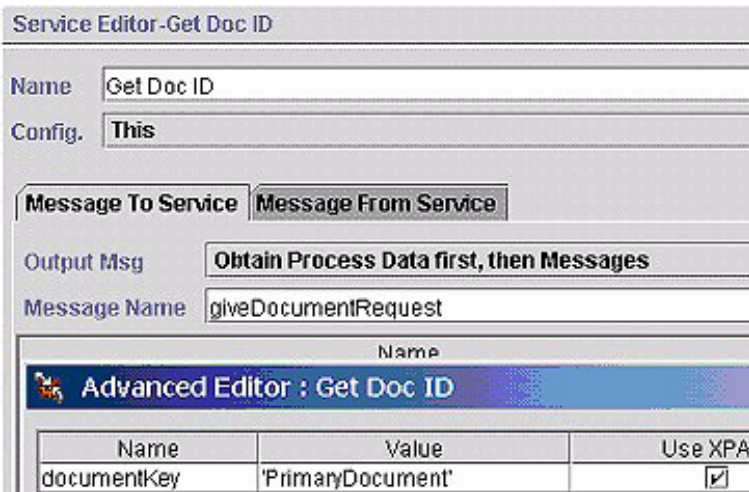 Service Editor-Get Doc ID
Name Get Doc ID
Config. This
Message To Service Message From Service
Output Msg Obtain Process Data first, then Messages
Message Name giveDocumentRequest
Name
Advanced Editor : Get Doc ID
Name Value Use XPA
documentKey 'PrimaryDocument'